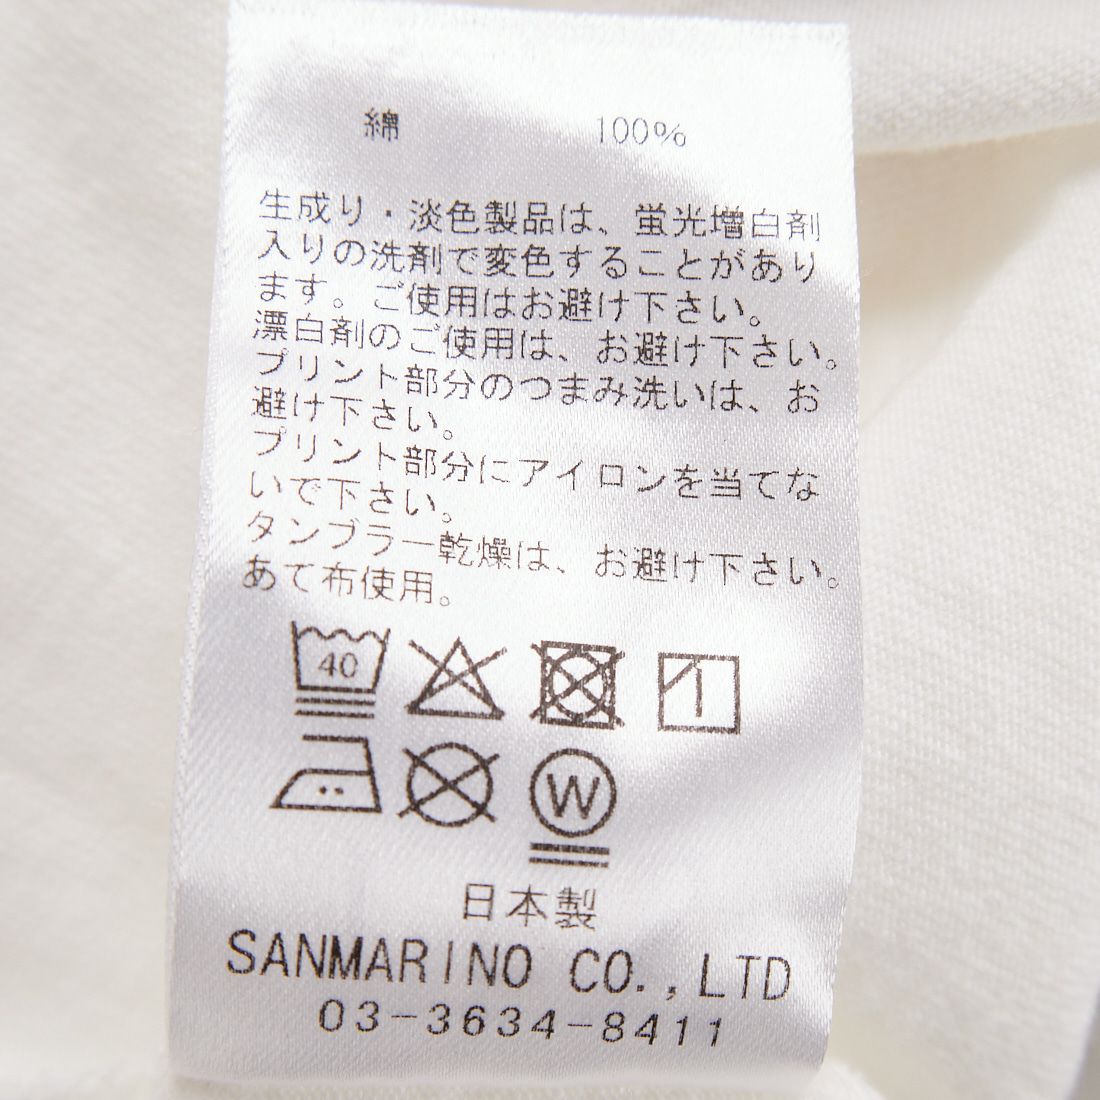 綿 100%
生成り・淡色製品は、蛍光増白剤
入りの洗剤で変色することがあり
ます。ご使用はお避け下さい。
漂白剤のご使用は、お避け下さい。
プリント部分のつまみ洗いは、お
避け下さい。
プリント部分にアイロンを当てな
いで下さい。
タンブラー乾燥は、お避け下さい。
あて布使用。
40
W
日本製
SANMARINO CO.,LTD
03-3634-8411